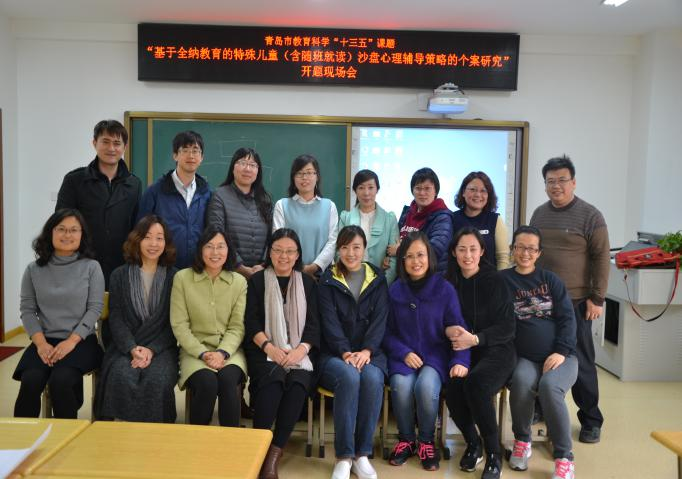 青岛市教育科学“十三五”课题
“基于全纳教育的特殊儿童（含随班就读）沙盘心理辅导策略的个案研究”
开题现场会